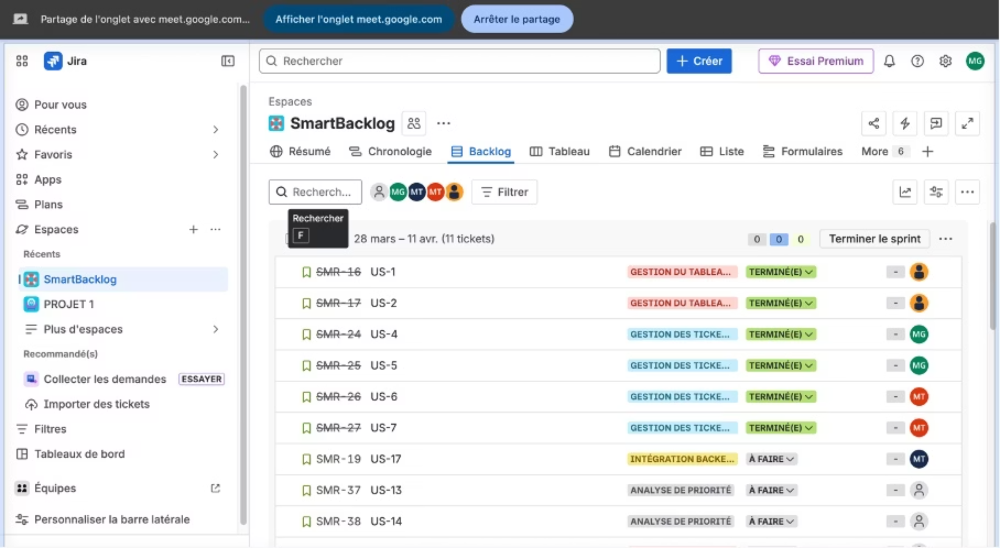 Partage de l'onglet avec meet.google.com...
Afficher l'onglet meet.google.com
Arrêter le partage
Jira
Rechercher
Créer
Essai Premium
MG
Pour vous
Récents
Favoris
Apps
Plans
Espaces
Récents
SmartBacklog
PROJET 1
Plus d'espaces
Recommandé(s)
Collecter les demandes ESSAYER
Importer des tickets
Filtres
Tableaux de bord
Équipes
Personnaliser la barre latérale
Espaces
SmartBacklog
Résumé Chronologie Backlog Tableau Calendrier Liste Formulaires More 6
Recherch... MG MT MT Filtrer
Rechercher
F
28 mars – 11 avr. (11 tickets) 0 0 0 Terminer le sprint
SMR-16 US-1 GESTION DU TABLEA... TERMINÉ(E) -
SMR-17 US-2 GESTION DU TABLEA... TERMINÉ(E) -
SMR-24 US-4 GESTION DES TICKE... TERMINÉ(E) - MG
SMR-25 US-5 GESTION DES TICKE... TERMINÉ(E) - MG
SMR-26 US-6 GESTION DES TICKE... TERMINÉ(E) - MT
SMR-27 US-7 GESTION DES TICKE... TERMINÉ(E) - MT
SMR-19 US-17 INTÉGRATION BACKE... À FAIRE - MT
SMR-37 US-13 ANALYSE DE PRIORITÉ À FAIRE -
SMR-38 US-14 ANALYSE DE PRIORITÉ À FAIRE -